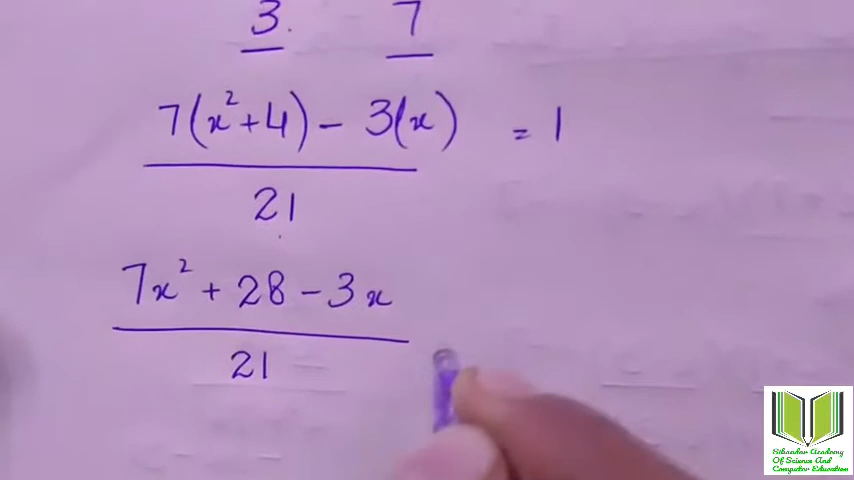 3. 7
7(x²+4) - 3(x) = 1
21
7x² + 28 - 3x
21
Sikandar Academy
Of Science And
Computer Education